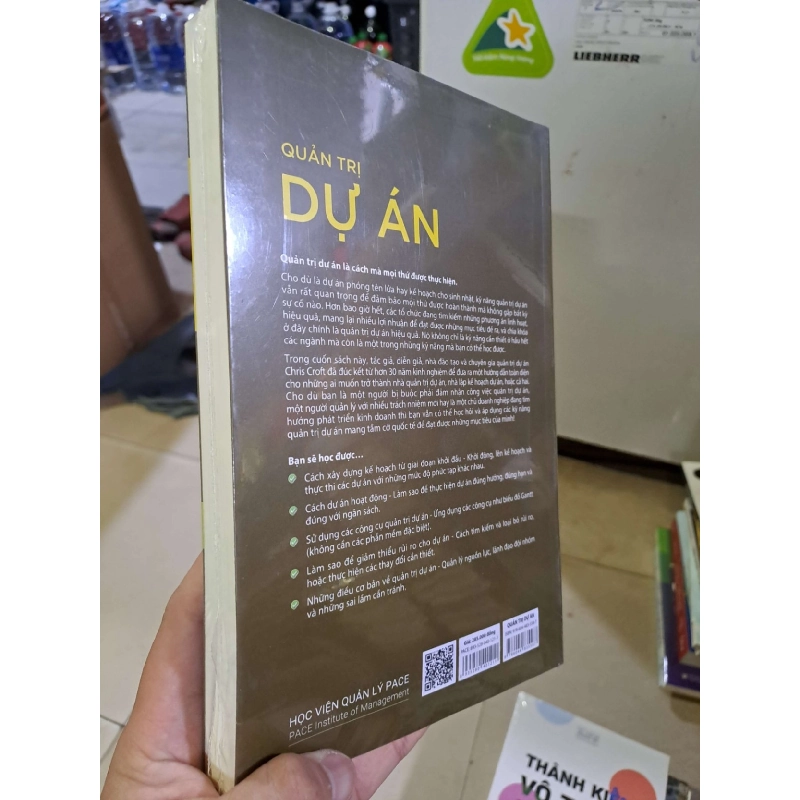 LIEBHERR
QUẢN TRỊ
DỰ ÁN
Quản trị dự án là cách mà mọi thứ được thực hiện.
Cho dù là dự án phóng tên lửa hay kế hoạch cho sinh nhật, kỹ năng quản trị dự án
vẫn rất quan trọng để đảm bảo mọi thứ được hoàn thành mà không gặp bất kỳ
sự cố nào. Hơn bao giờ hết, các tổ chức đang tìm kiếm những phương án linh hoạt,
hiệu quả, mang lại nhiều lợi nhuận để đạt được những mục tiêu đề ra, và chìa khóa
ở đây chính là quản trị dự án hiệu quả. Nó không chỉ là kỹ năng cần thiết ở hầu hết
các ngành mà còn là một trong những kỹ năng mà bạn có thể học được.
Trong cuốn sách này, tác giả, diễn giả, nhà đào tạo và chuyên gia quản trị dự án
Chris Croft đã đúc kết từ hơn 30 năm kinh nghiệm để đưa ra một hướng dẫn toàn diện
cho những ai muốn trở thành nhà quản trị dự án, nhà lập kế hoạch dự án, hoặc cả hai.
Cho dù bạn là một người bị buộc phải đảm nhận công việc quản trị dự án,
một người quản lý với nhiều trách nhiệm mới hay là một chủ doanh nghiệp đang tìm
hướng phát triển kinh doanh thì bạn vẫn có thể học hỏi và áp dụng các kỹ năng
quản trị dự án mang tầm cỡ quốc tế để đạt được những mục tiêu của mình!
Bạn sẽ học được...
Cách xây dựng kế hoạch từ giai đoạn khởi đầu - Khởi động, lên kế hoạch và
thực thi các dự án với những mức độ phức tạp khác nhau.
Cách dự án hoạt động - Làm sao để thực hiện dự án đúng hướng, đúng hạn và
đúng với ngân sách.
Sử dụng các công cụ quản trị dự án - Ứng dụng các công cụ như biểu đồ Gantt
(không cần các phần mềm đặc biệt).
Làm sao để giảm thiểu rủi ro cho dự án - Cách tìm kiếm và loại bỏ rủi ro,
hoặc thực hiện các thay đổi cần thiết.
Những điều cơ bản về quản trị dự án - Quản lý nguồn lực, lãnh đạo đội nhóm
và những sai lầm cần tránh.
QUẢN TRỊ DỰ ÁN
HỌC VIỆN QUẢN LÝ PACE
PACE Institute of Management
THÀNH KI
VÔ T